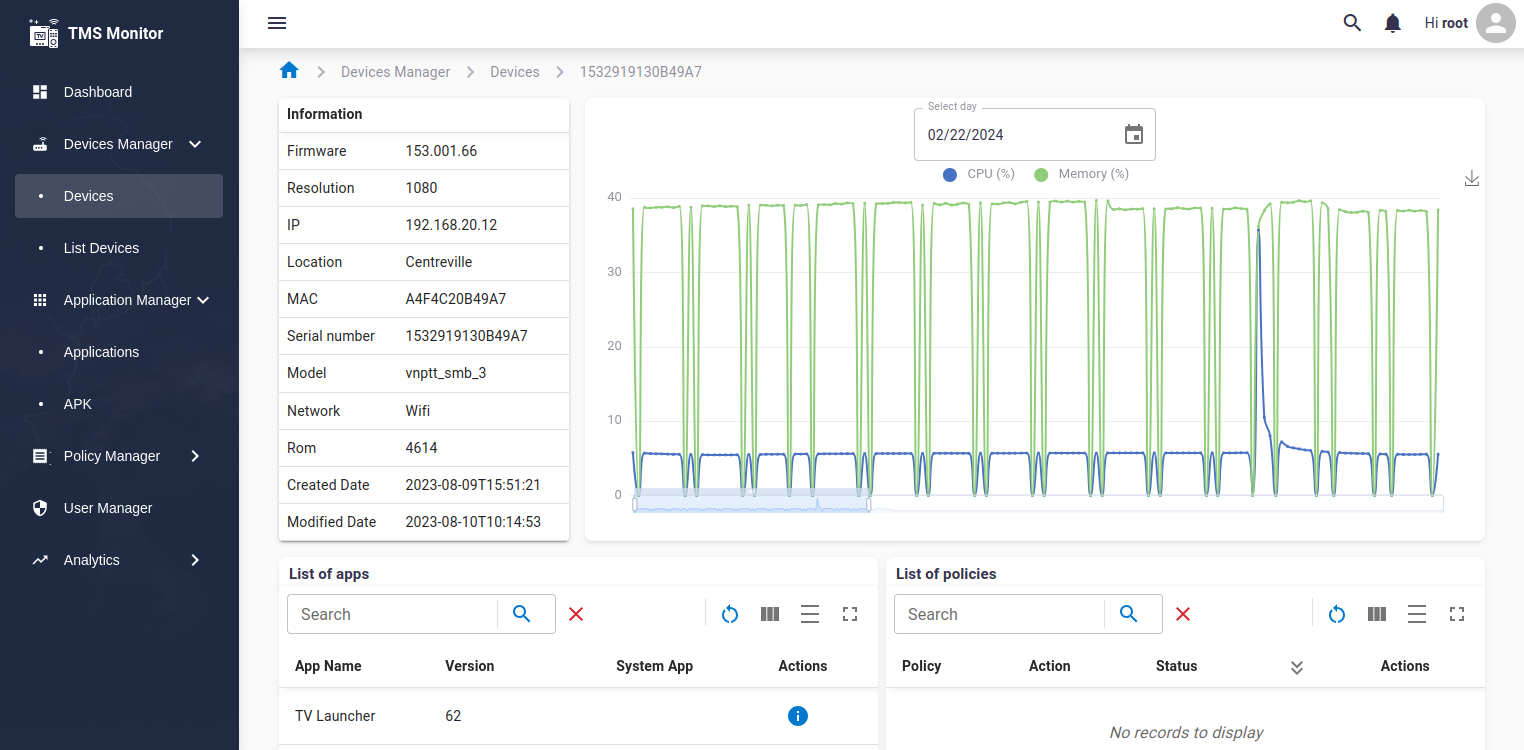 TV
TMS Monitor
Hi root
Dashboard
Devices Manager
Devices
List Devices
Application Manager
Applications
APK
Policy Manager
User Manager
Analytics
Devices Manager
Devices
1532919130B49A7
Information
Firmware 153.001.66
Resolution 1080
IP 192.168.20.12
Location Centreville
MAC A4F4C20B49A7
Serial number 1532919130B49A7
Model vnptt_smb_3
Network Wifi
Rom 4614
Created Date 2023-08-09T15:51:21
Modified Date 2023-08-10T10:14:53
Select day
02/22/2024
CPU (%) Memory (%)
40
30
20
10
0
List of apps
Search
App Name Version System App Actions
TV Launcher 62
List of policies
Search
Policy Action Status Actions
No records to display